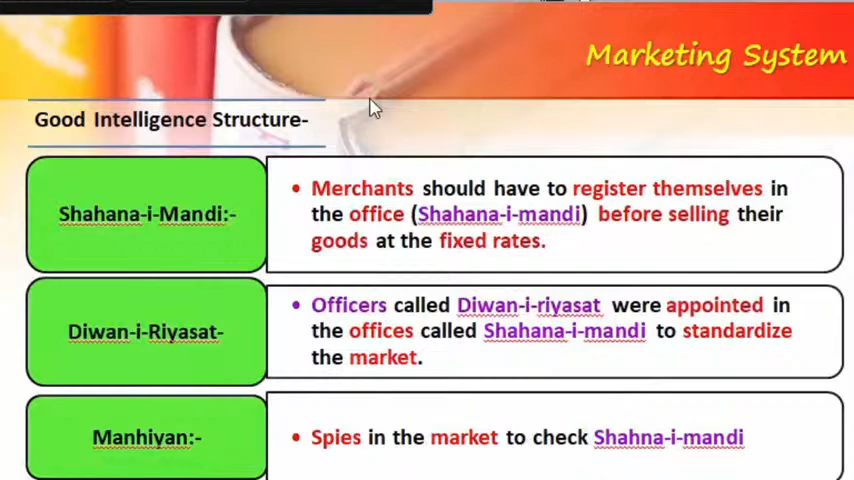 Marketing System
Good Intelligence Structure-
Shahana-i-Mandi:-
• Merchants should have to register themselves in
the office (Shahana-i-mandi) before selling their
goods at the fixed rates.
Diwan-i-Riyasat-
• Officers called Diwan-i-riyasat were appointed in
the offices called Shahana-i-mandi to standardize
the market.
Manhiyan:-
• Spies in the market to check Shahna-i-mandi